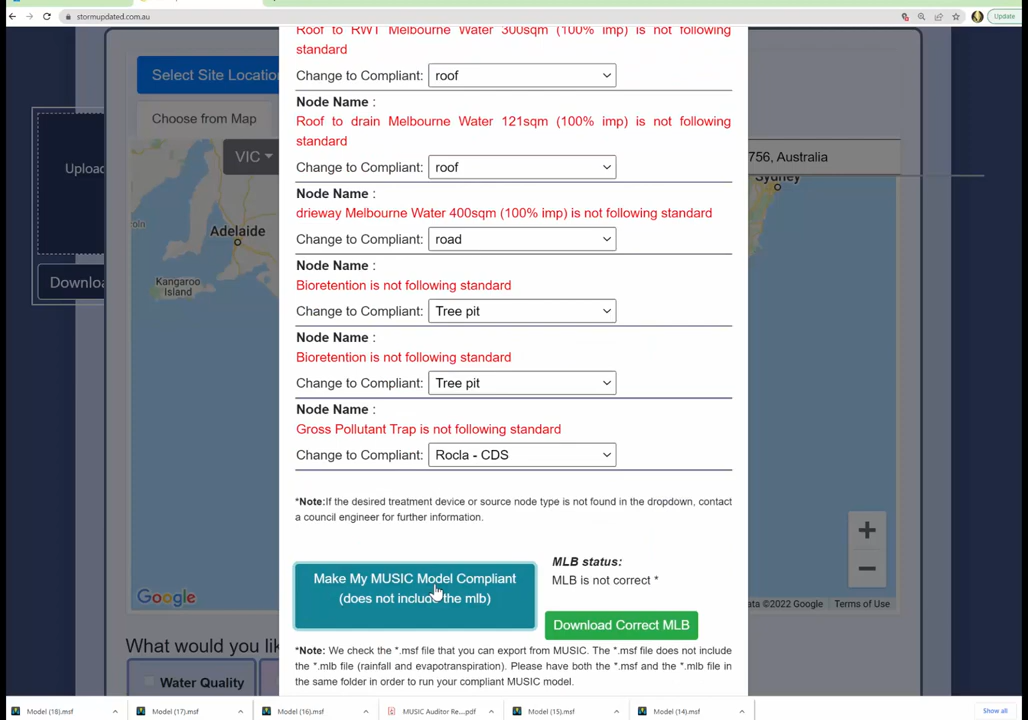 stormupdated.com.au
Update
Select Site Locatio
Choose from Map
VIC
Upload
Downloa
Adelaide
Kangaroo
Island
Google
What would you
Water Quality
Roof to RWT Melbourne Water 300sqm (100% imp) is not following
standard
Change to Compliant: roof
Node Name :
Roof to drain Melbourne Water 121sqm (100% imp) is not following
standard
Change to Compliant: roof
Node Name :
drieway Melbourne Water 400sqm (100% imp) is not following standard
Change to Compliant: road
Node Name :
Bioretention is not following standard
Change to Compliant: Tree pit
Node Name :
Bioretention is not following standard
Change to Compliant: Tree pit
Node Name :
Gross Pollutant Trap is not following standard
Change to Compliant: Rocla - CDS
*Note:If the desired treatment device or source node type is not found in the dropdown, contact
a council engineer for further information.
Make My MUSIC Model Compliant
(does not include the mlb)
MLB status:
MLB is not correct *
Download Correct MLB
*Note: We check the *.msf file that you can export from MUSIC. The *.msf file does not include
the *.mlb file (rainfall and evapotranspiration). Please have both the *.msf and the *.mlb file in
the same folder in order to run your compliant MUSIC model.
756, Australia
Sydney
+
−
ta ©2022 Google
Terms of Use
Model (18).msf
Model (17).msf
Model (16).msf
MUSIC Auditor Re....pdf
Model (15).msf
Model (14).msf
Show all